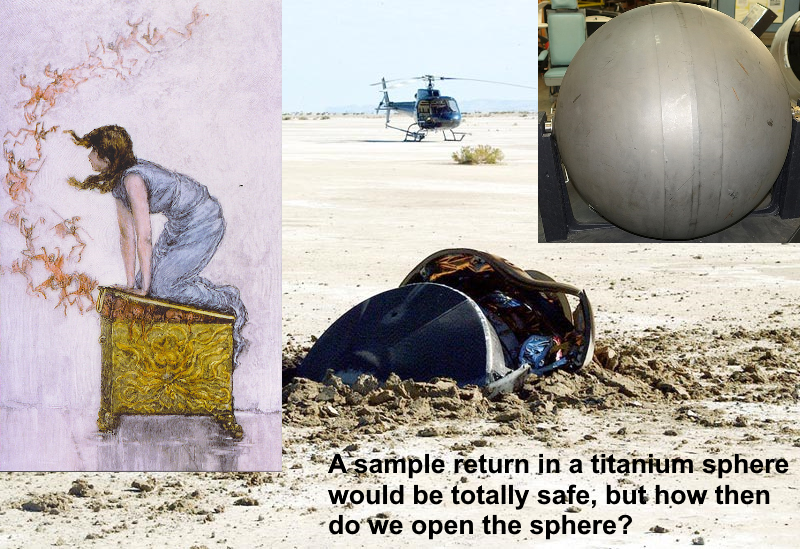 A sample return in a titanium sphere
would be totally safe, but how then
do we open the sphere?